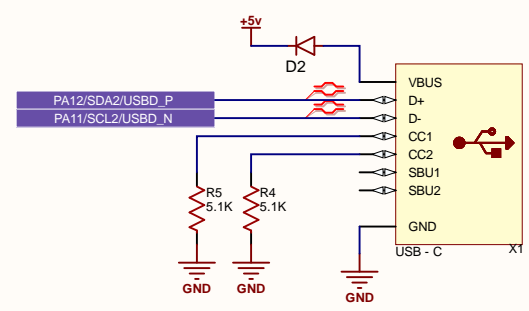 +5v
D2
VBUS
PA12/SDA2/USBD_P
D+
PA11/SCL2/USBD_N
D-
CC1
CC2
SBU1
SBU2
R5
5.1K
R4
5.1K
GND
USB - C
X1
GND
GND
GND